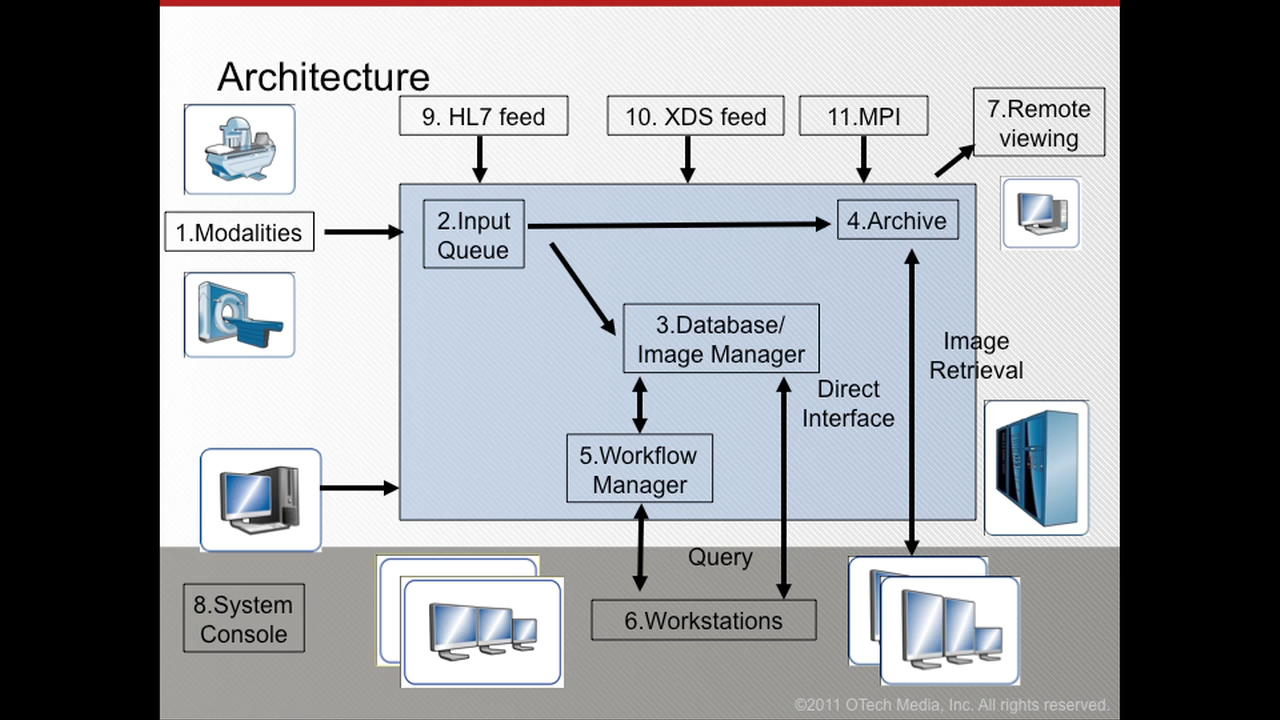 Architecture
9. HL7 feed
10. XDS feed
11.MPI
7.Remote
viewing
1.Modalities
2.Input
Queue
4.Archive
3.Database/
Image Manager
Image
Retrieval
Direct
Interface
5.Workflow
Manager
Query
8.System
Console
6.Workstations
©2011 OTech Media, Inc. All rights reserved.